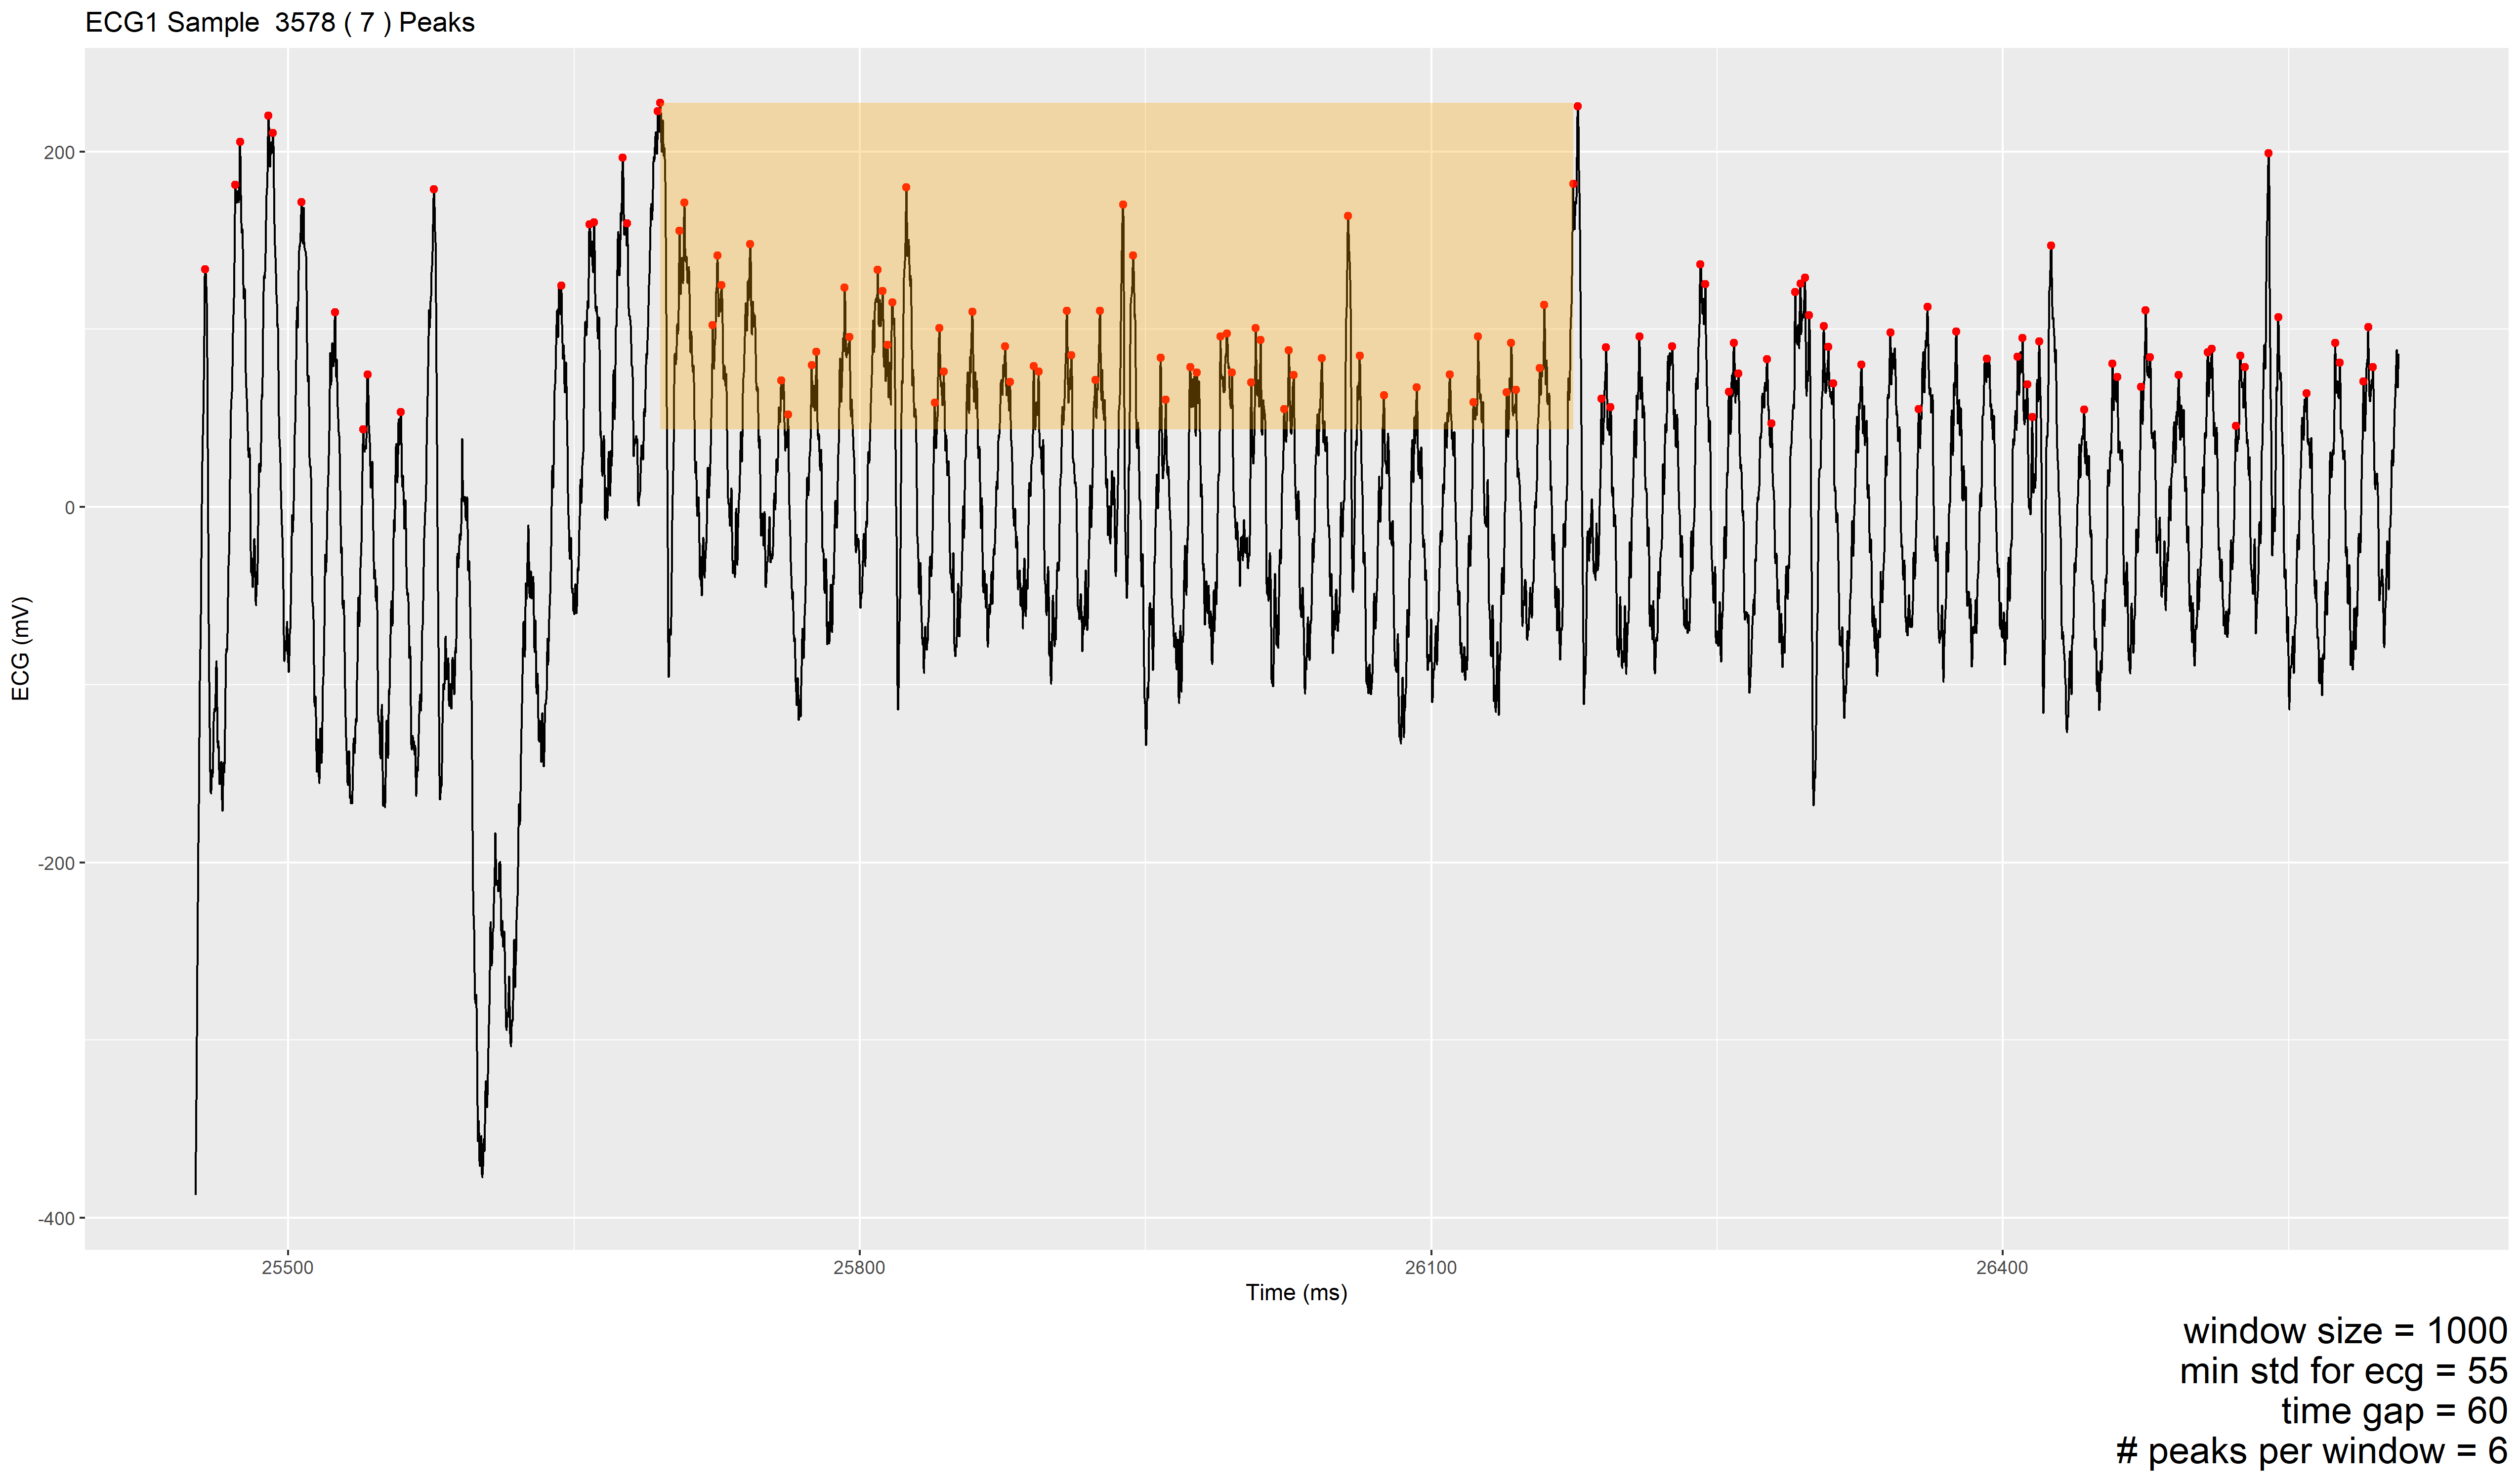 ECG1 Sample  3578 ( 7 ) Peaks
200
0
-200
-400
ECG (mV)
25500
25800
26100
26400
Time (ms)
window size = 1000
min std for ecg = 55
time gap = 60
# peaks per window = 6